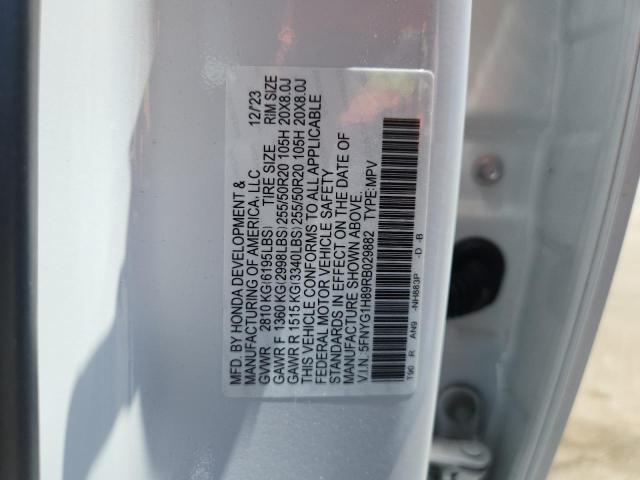 MFD. BY HONDA DEVELOPMENT &
MANUFACTURING OF AMERICA, LLC 12/'23
GVWR 2810 KG(6195LBS) TIRE SIZE RIM SIZE
GAWR F 1360 KG(2998LBS) 255/50R20 105H 20X8.0J
GAWR R 1515 KG(3340LBS) 255/50R20 105H 20X8.0J
THIS VEHICLE CONFORMS TO ALL APPLICABLE
FEDERAL MOTOR VEHICLE SAFETY
STANDARDS IN EFFECT ON THE DATE OF
MANUFACTURE SHOWN ABOVE.
V.I.N. 5FNYG1H89RB029882 TYPE:MPV
T90 R AN9 -NH883P -D -B